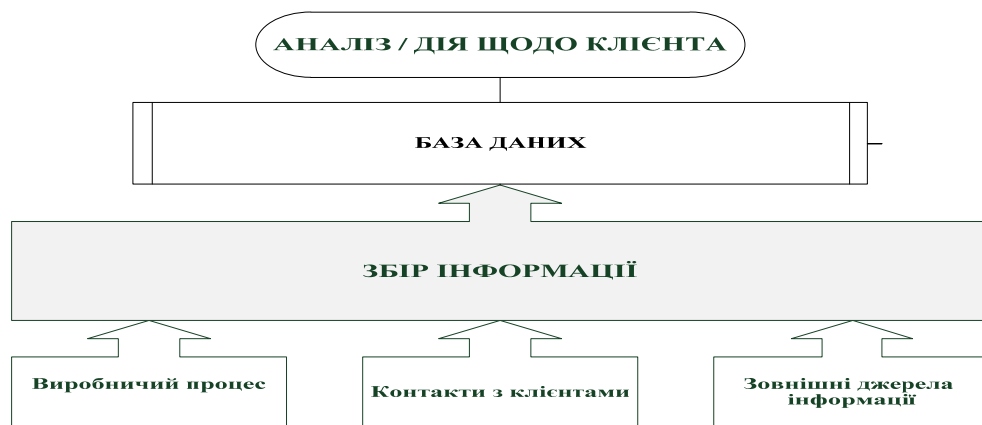 АНАЛІЗ / ДІЯ ЩОДО КЛІЄНТА
БАЗА ДАНИХ
ЗБІР ІНФОРМАЦІЇ
Виробничий процес
Контакти з клієнтами
Зовнішні джерела
інформації